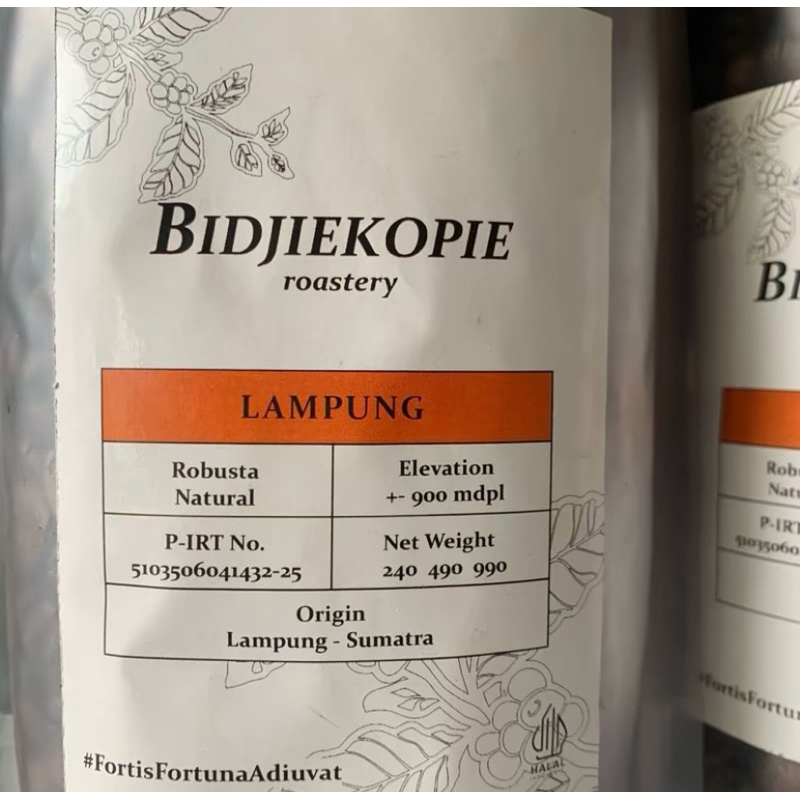 BIDJIEKOPIE
roastery
LAMPUNG
Robusta
Natural
Elevation
+- 900 mdpl
P-IRT No.
5103506041432-25
Net Weight
240 490 990
Origin
Lampung - Sumatra
#FortisFortunaAdiuvat
HALAL